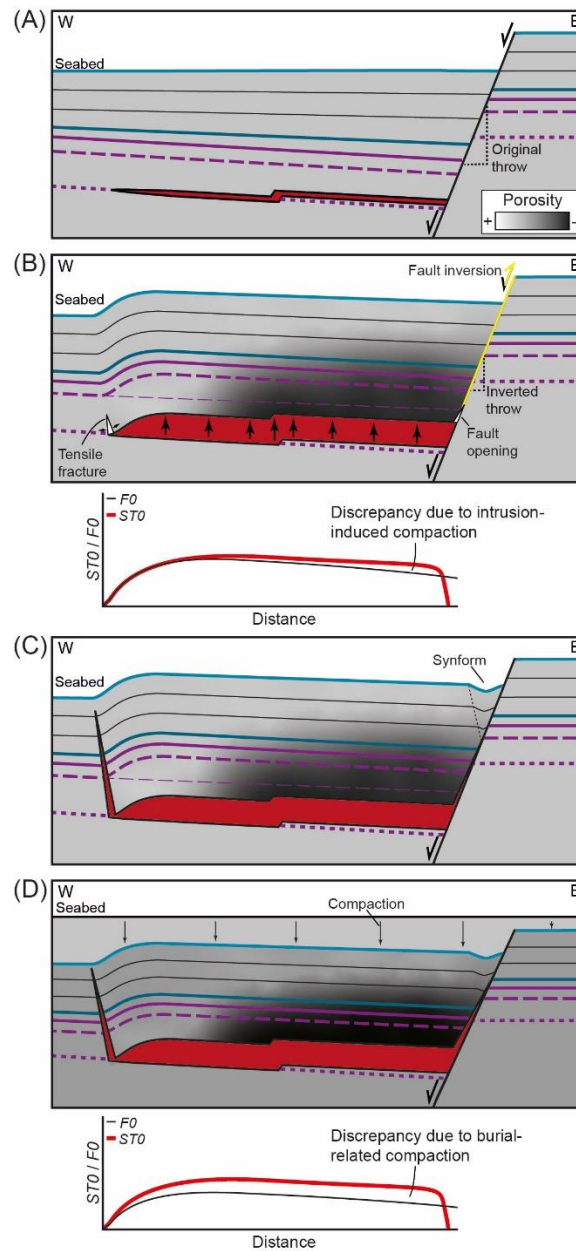 (A)
W
E
Seabed
Original
throw
Porosity
+
-
(B)
W
E
Fault inversion
Seabed
Inverted
throw
Tensile
fracture
Fault
opening
F0
ST0
ST0 / F0
Discrepancy due to intrusion-
induced compaction
Distance
(C)
W
E
Synform
Seabed
(D)
W
E
Seabed
Compaction
F0
ST0
ST0 / F0
Discrepancy due to burial-
related compaction
Distance